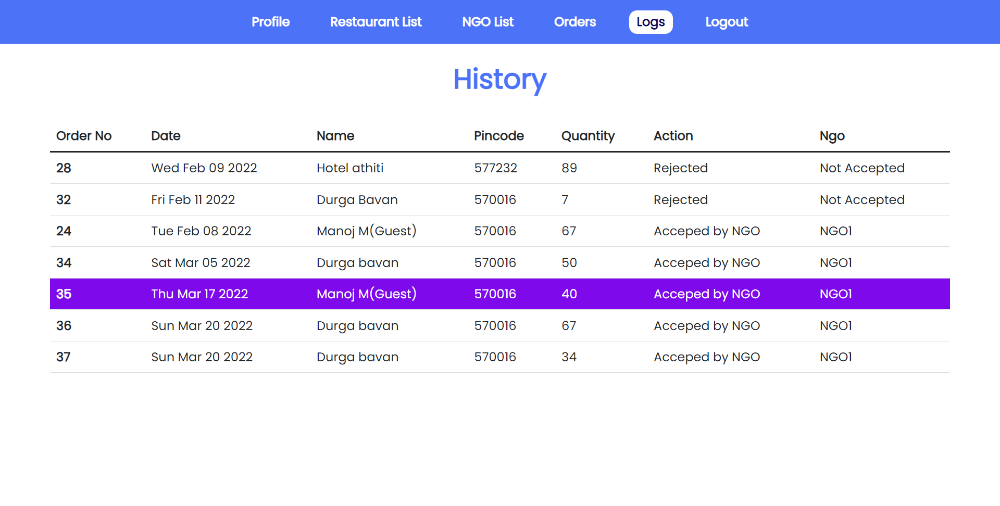 Profile Restaurant List NGO List Orders Logs Logout
History
Order No Date Name Pincode Quantity Action Ngo
28 Wed Feb 09 2022 Hotel athiti 577232 89 Rejected Not Accepted
32 Fri Feb 11 2022 Durga Bavan 570016 7 Rejected Not Accepted
24 Tue Feb 08 2022 Manoj M(Guest) 570016 67 Acceped by NGO NGO1
34 Sat Mar 05 2022 Durga bavan 570016 50 Acceped by NGO NGO1
35 Thu Mar 17 2022 Manoj M(Guest) 570016 40 Acceped by NGO NGO1
36 Sun Mar 20 2022 Durga bavan 570016 67 Acceped by NGO NGO1
37 Sun Mar 20 2022 Durga bavan 570016 34 Acceped by NGO NGO1